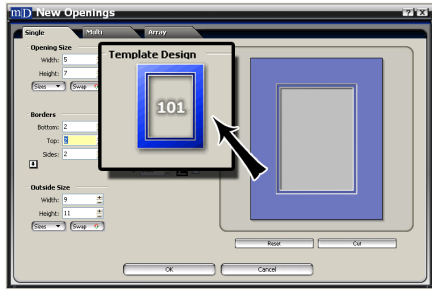 mD New Openings
Single Multi Array
Opening Size
Width: 5
Height: 7
Sizes Swap
Template Design
101
Borders
Bottom: 2
Top: 2
Sides: 2
Outside Size
Width: 9
Height: 11
Sizes Swap
Reset Cut
OK Cancel